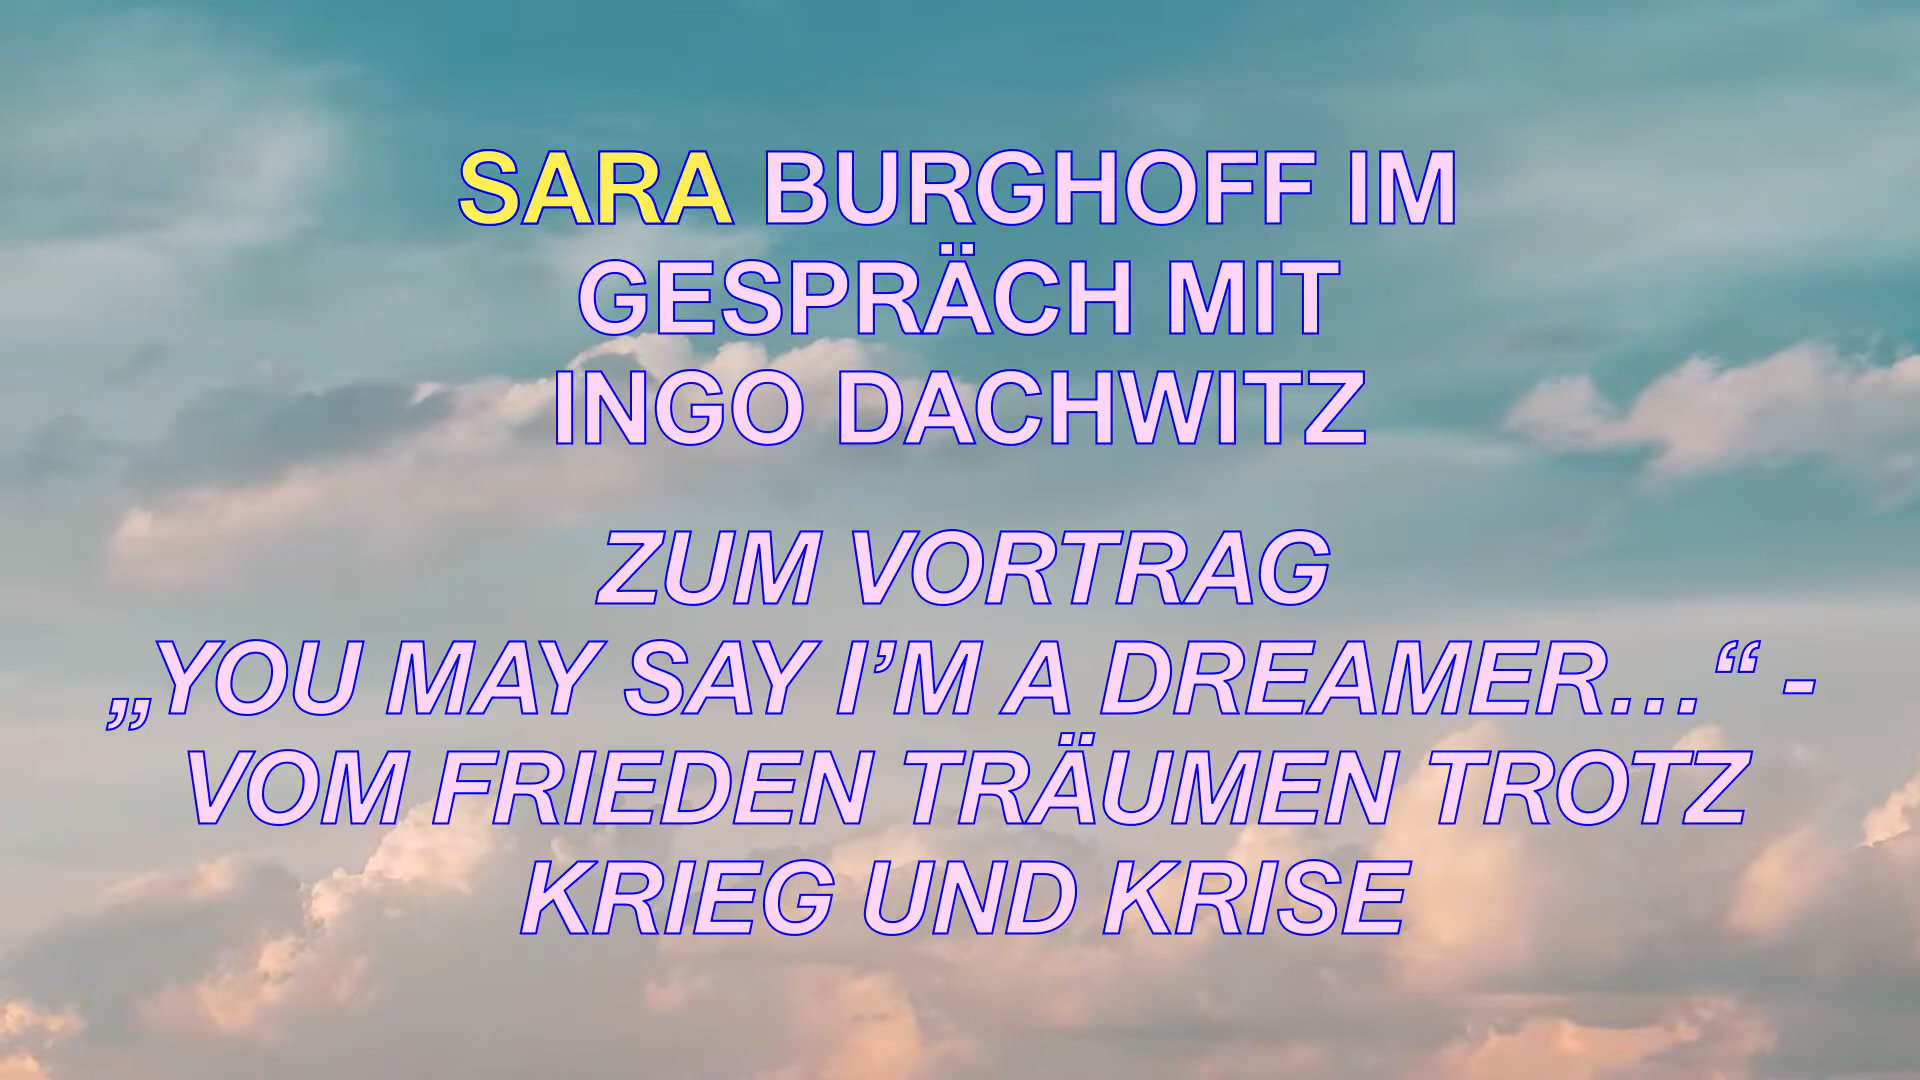 SARA BURGHOFF IM
GESPRÄCH MIT
INGO DACHWITZ
ZUM VORTRAG
„YOU MAY SAY I’M A DREAMER...“ -
VOM FRIEDEN TRÄUMEN TROTZ
KRIEG UND KRISE